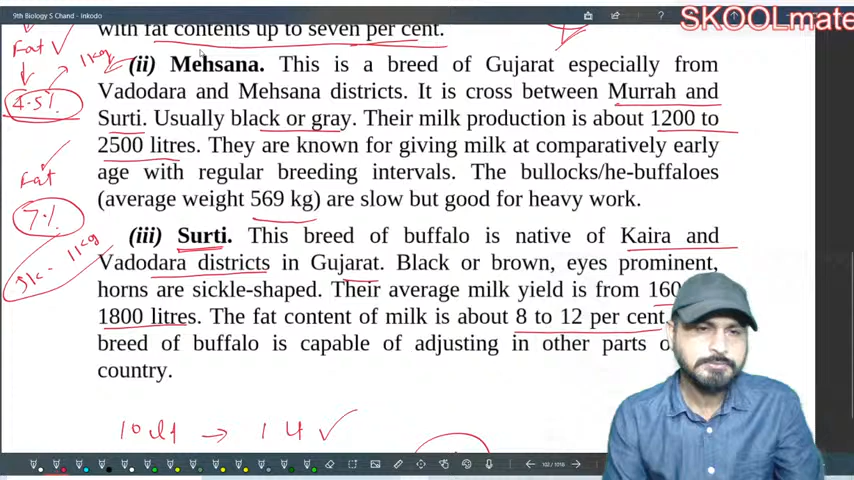 9th Biology S Chand - Inkodo
SKOOLmate
with fat contents up to seven per cent.
Fat
1kg
(ii) Mehsana. This is a breed of Gujarat especially from
4.5%
Vadodara and Mehsana districts. It is cross between Murrah and
Surti. Usually black or gray. Their milk production is about 1200 to
2500 litres. They are known for giving milk at comparatively early
age with regular breeding intervals. The bullocks/he-buffaloes
Fat
(average weight 569 kg) are slow but good for heavy work.
7%
(iii) Surti. This breed of buffalo is native of Kaira and
11kg
Vadodara districts in Gujarat. Black or brown, eyes prominent,
horns are sickle-shaped. Their average milk yield is from
1800 litres. The fat content of milk is about 8 to 12 per cent.
breed of buffalo is capable of adjusting in other parts
country.
→ 14
102 / 1016